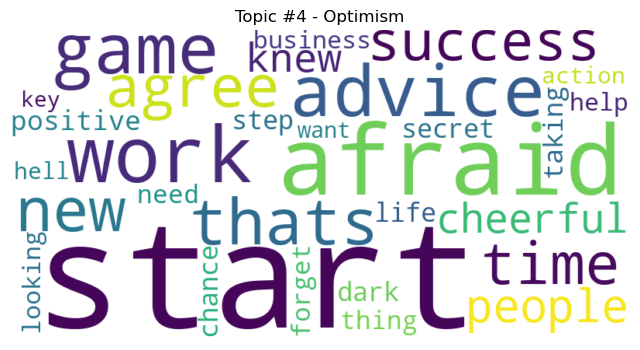 Topic #4 - Optimism
game
business
knew
success
agree
advice
action
key
help
positive
step
want
secret
taking
work
afraid
hell
need
new
thats
life
cheerful
looking
start
chance
forget
dark
thing
time
people